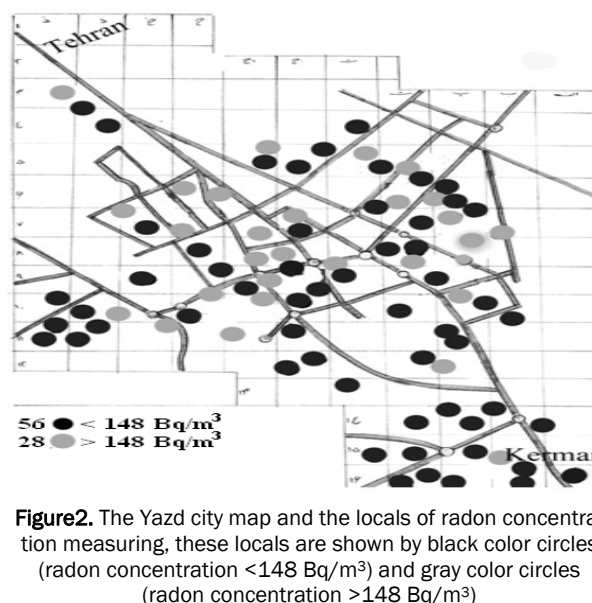 Tehran
56 < 148 Bq/m³
28 > 148 Bq/m³
Kerman
Figure2. The Yazd city map and the locals of radon concentra
tion measuring, these locals are shown by black color circles
(radon concentration <148 Bq/m³) and gray color circles
(radon concentration >148 Bq/m³)